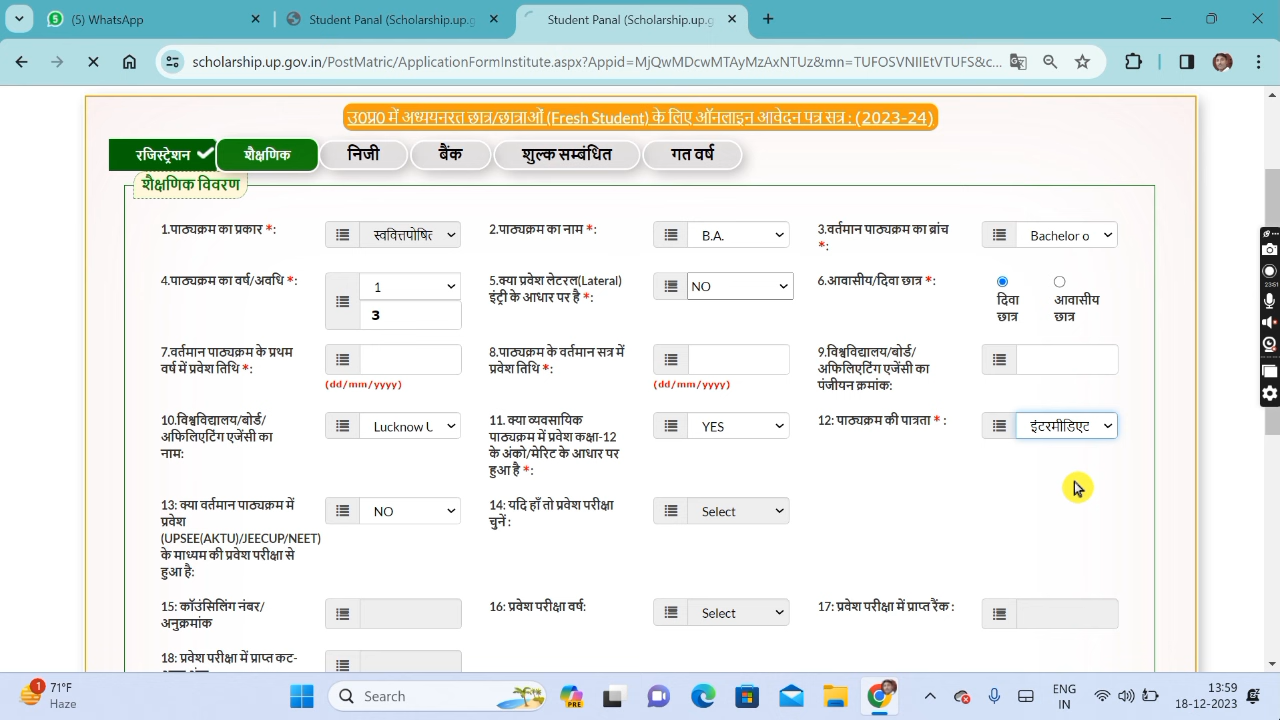 (5) WhatsApp
Student Panal (Scholarship.up.g
Student Panal (Scholarship.up.g
scholarship.up.gov.in/PostMatric/ApplicationFormInstitute.aspx?Appid=MjQwMDcwMTAyMzAxNTUz&mn=TUFOSVNIIEtVTUFS&c...
उ0प्र0 में अध्ययनरत छात्र/छात्राओं (Fresh Student) के लिए ऑनलाइन आवेदन पत्र सत्र : (2023-24)
रजिस्ट्रेशन शैक्षणिक निजी बैंक शुल्क सम्बंधित गत वर्ष
शैक्षणिक विवरण
1.पाठ्यक्रम का प्रकार *:
स्ववित्तपोषित
2.पाठ्यक्रम का नाम *:
B.A.
3.वर्तमान पाठ्यक्रम का ब्रांच
*:
Bachelor o
4.पाठ्यक्रम का वर्ष/अवधि *:
1
3
5.क्या प्रवेश लेटरल(Lateral)
इंट्री के आधार पर है *:
NO
6.आवासीय/दिवा छात्र *:
दिवा
छात्र
आवासीय
छात्र
7.वर्तमान पाठ्यक्रम के प्रथम
वर्ष में प्रवेश तिथि *:
(dd/mm/yyyy)
8.पाठ्यक्रम के वर्तमान सत्र में
प्रवेश तिथि *:
(dd/mm/yyyy)
9.विश्वविद्यालय/बोर्ड/
अफिलिएटिंग एजेंसी का
पंजीयन क्रमांक:
10.विश्वविद्यालय/बोर्ड/
अफिलिएटिंग एजेंसी का
नाम:
Lucknow U
11. क्या व्यवसायिक
पाठ्यक्रम में प्रवेश कक्षा-12
के अंको/मेरिट के आधार पर
हुआ है *:
YES
12: पाठ्यक्रम की पात्रता * :
इंटरमीडिएट
13: क्या वर्तमान पाठ्यक्रम में
प्रवेश
(UPSEE(AKTU)/JEECUP/NEET)
के माध्यम की प्रवेश परीक्षा से
हुआ है:
NO
14: यदि हाँ तो प्रवेश परीक्षा
चुनें :
Select
15: कॉउंसिलिंग नंबर/
अनुक्रमांक
16: प्रवेश परीक्षा वर्ष:
Select
17: प्रवेश परीक्षा में प्राप्त रैंक :
18: प्रवेश परीक्षा में प्राप्त कट-
23:51
1
71°F
Haze
Search
PRE
ENG
IN
13:59
18-12-2023